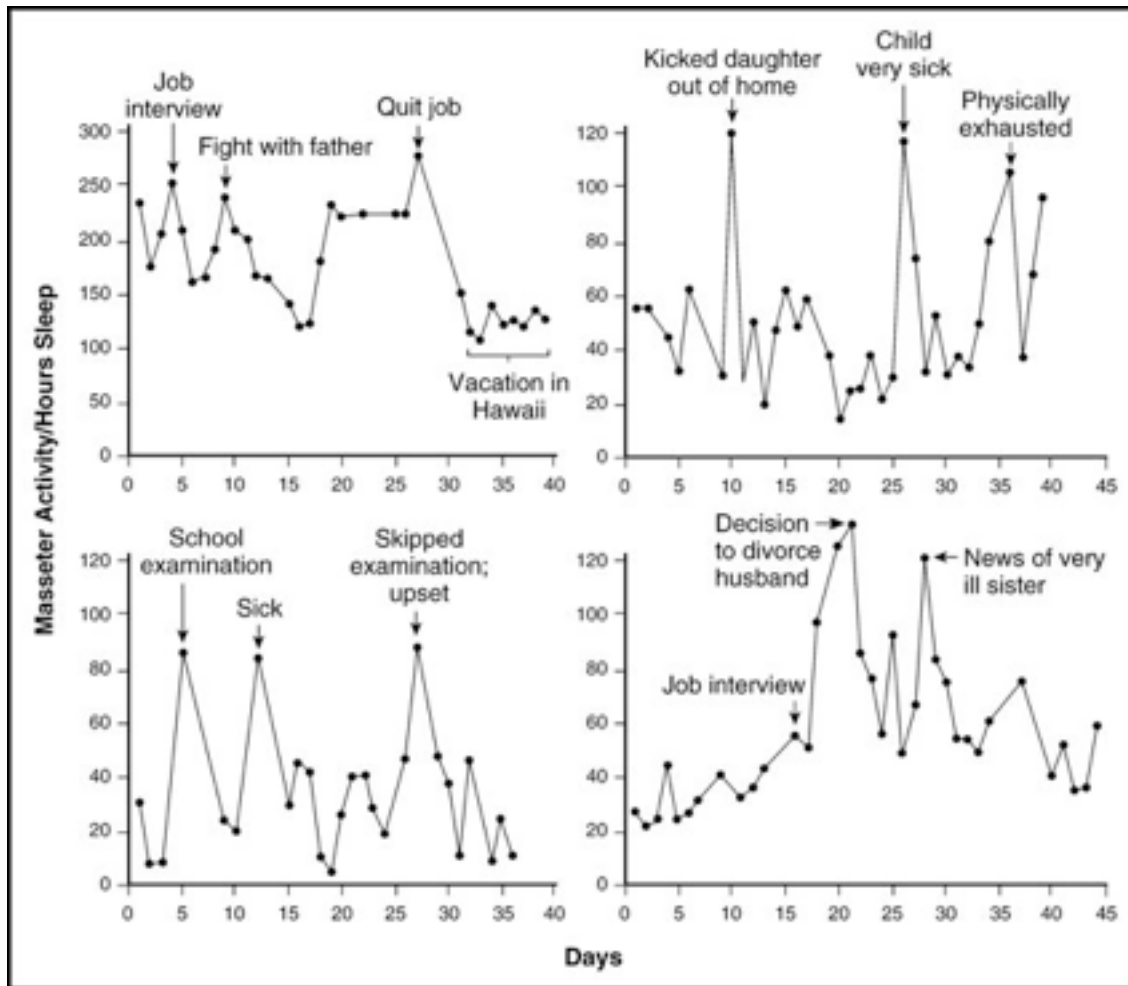 Masseter Activity/Hours Sleep
Job
interview
Fight with father
Quit job
Vacation in
Hawaii
300
250
200
150
100
50
0
0 5 10 15 20 25 30 35 40
Kicked daughter
out of home
Child
very sick
Physically
exhausted
120
100
80
60
40
20
0
0 5 10 15 20 25 30 35 40 45
School
examination
Sick
Skipped
examination;
upset
120
100
80
60
40
20
0
0 5 10 15 20 25 30 35 40
Decision
to divorce
husband
News of very
ill sister
Job interview
120
100
80
60
40
20
0
0 5 10 15 20 25 30 35 40 45
Days